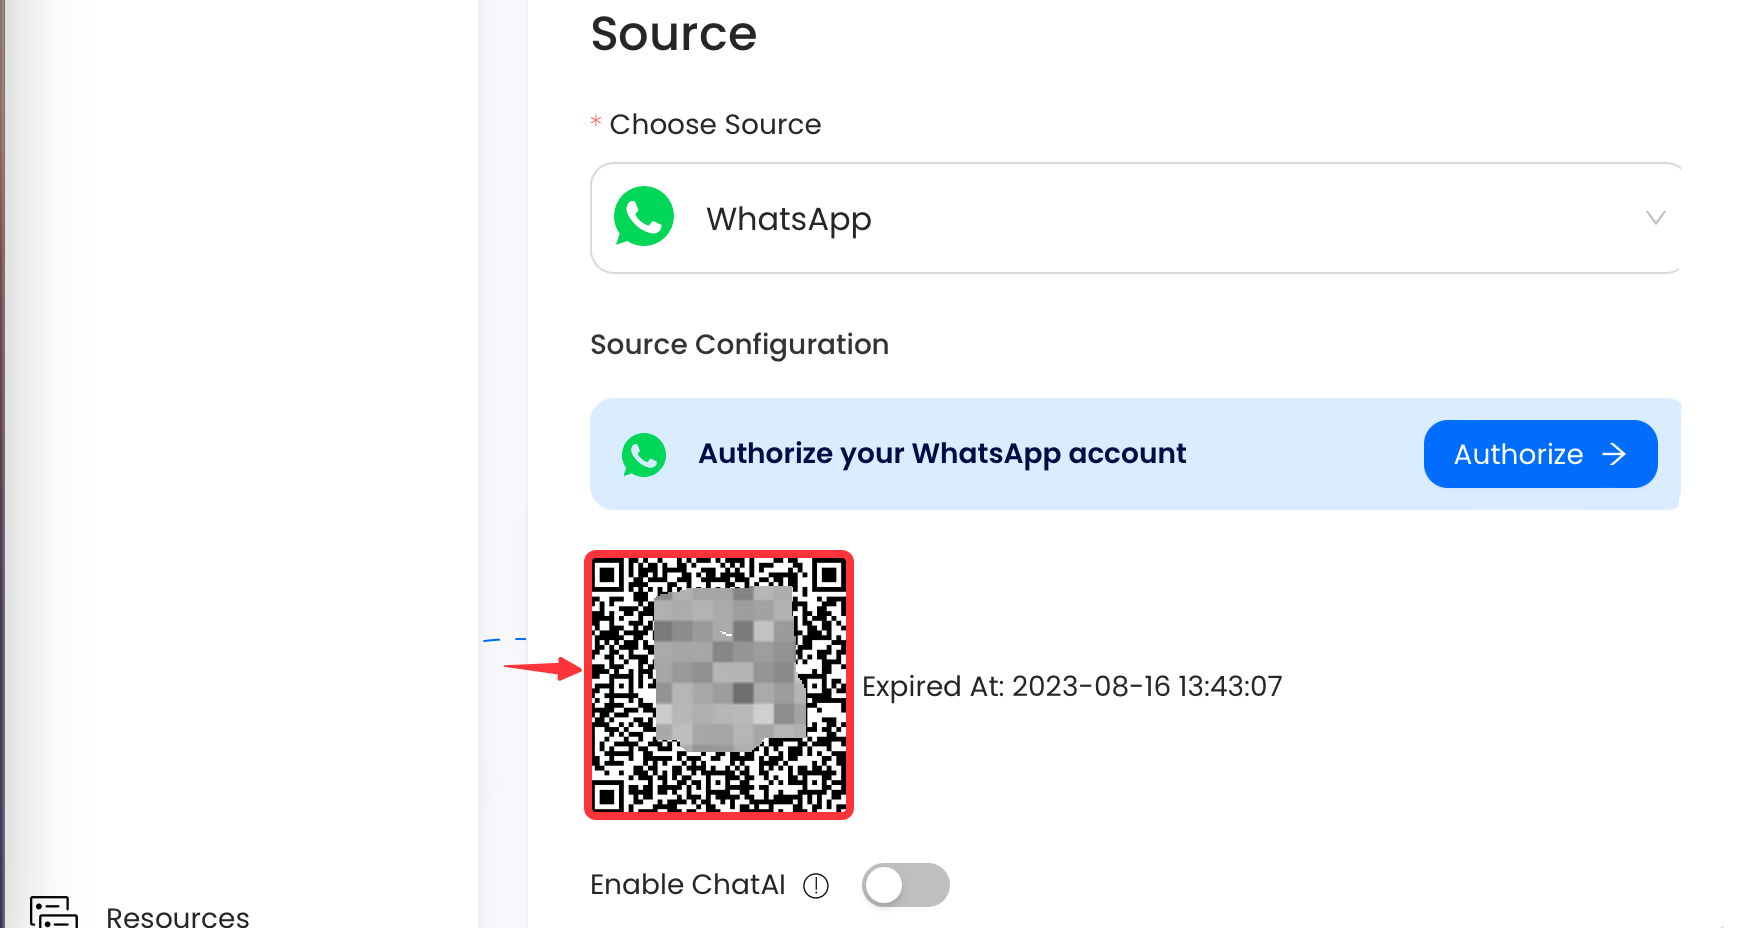 Source
* Choose Source
WhatsApp
Source Configuration
Authorize your WhatsApp account
Authorize →
Expired At: 2023-08-16 13:43:07
Enable ChatAI
Resources